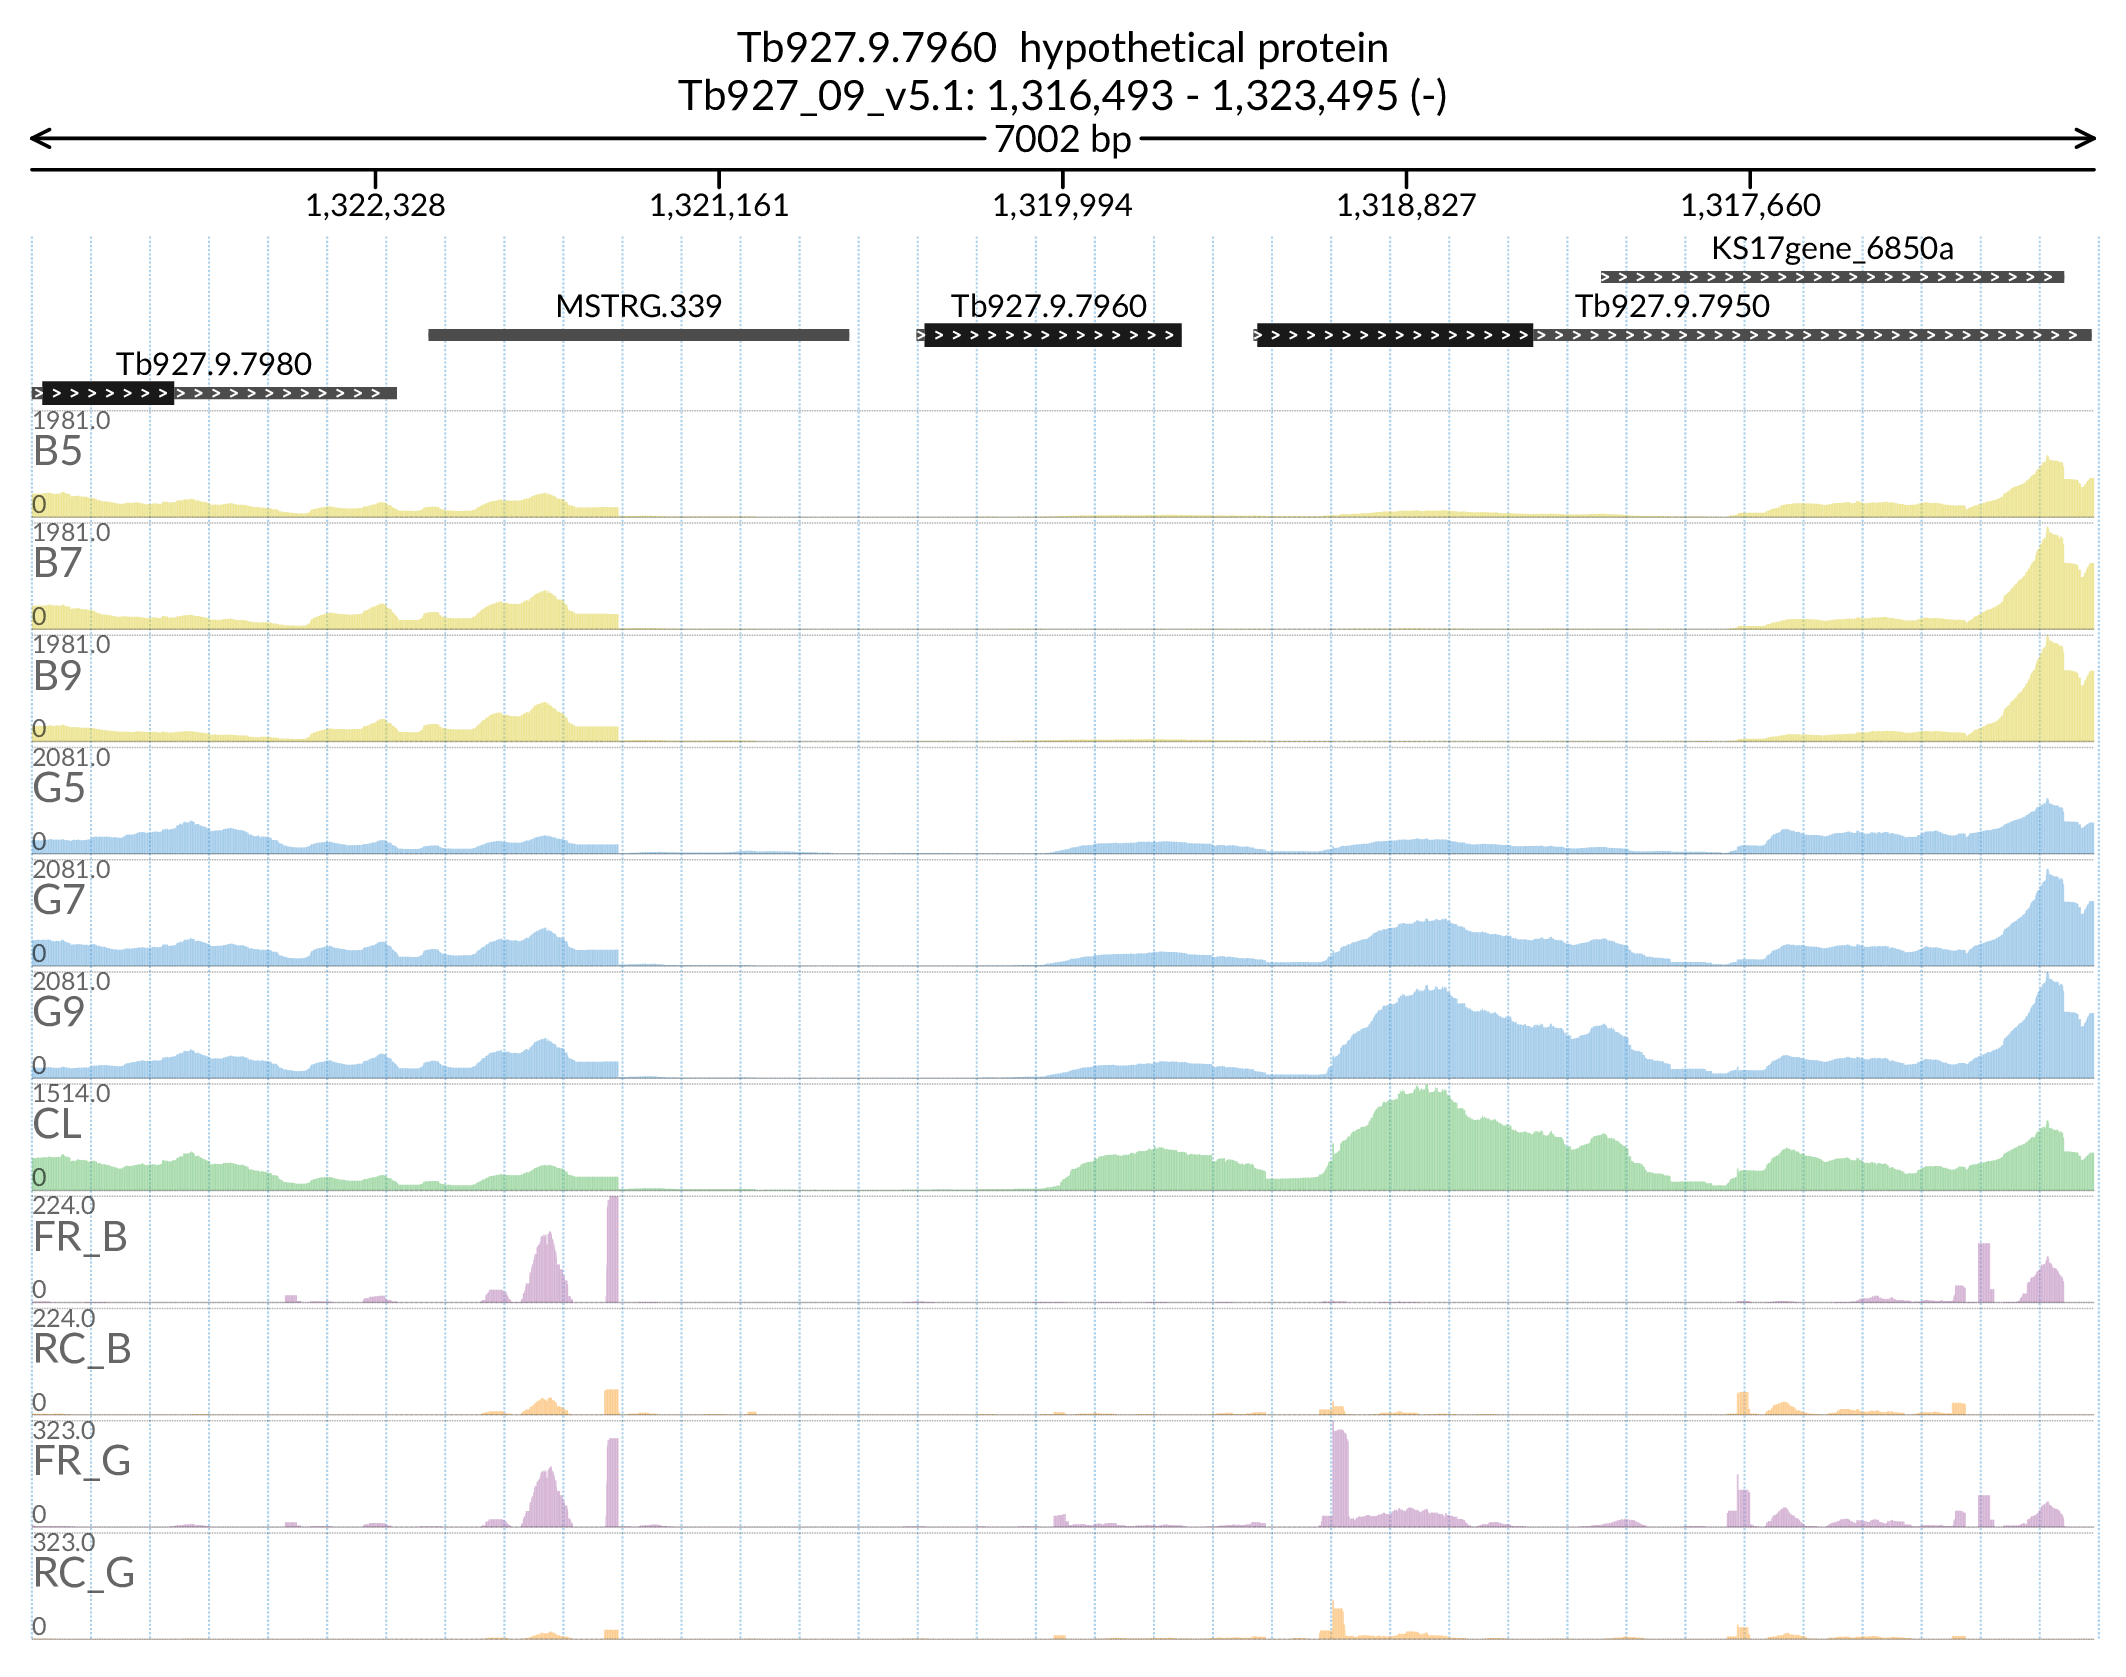 Tb927.9.7960  hypothetical protein
Tb927_09_v5.1: 1,316,493 - 1,323,495 (-)
7002 bp
1,322,328 1,321,161 1,319,994 1,318,827 1,317,660
KS17gene_6850a
MSTRG.339 Tb927.9.7960 Tb927.9.7950
Tb927.9.7980
1981.0
B5
0
1981.0
B7
0
1981.0
B9
0
2081.0
G5
0
2081.0
G7
0
2081.0
G9
0
1514.0
CL
0
224.0
FR_B
0
224.0
RC_B
0
323.0
FR_G
0
323.0
RC_G
0